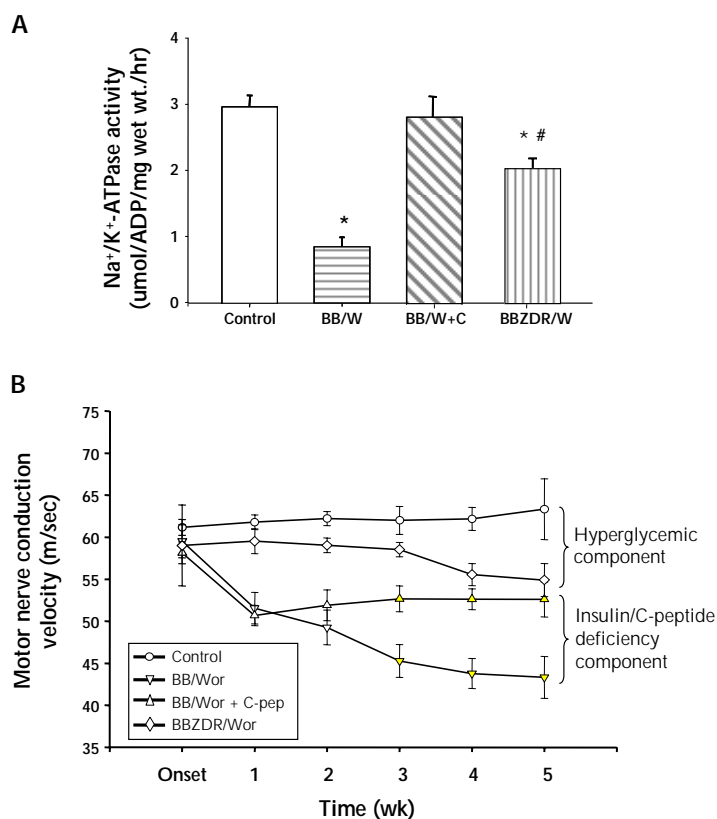 A
Na⁺/K⁺-ATPase activity
(umol/ADP/mg wet wt./hr)
4
3
2
1
0
*
* #
Control
BB/W
BB/W+C
BBZDR/W
B
Motor nerve conduction
velocity (m/sec)
75
70
65
60
55
50
45
40
35
Control
BB/Wor
BB/Wor + C-pep
BBZDR/Wor
Hyperglycemic
component
Insulin/C-peptide
deficiency
component
Onset
1
2
3
4
5
Time (wk)